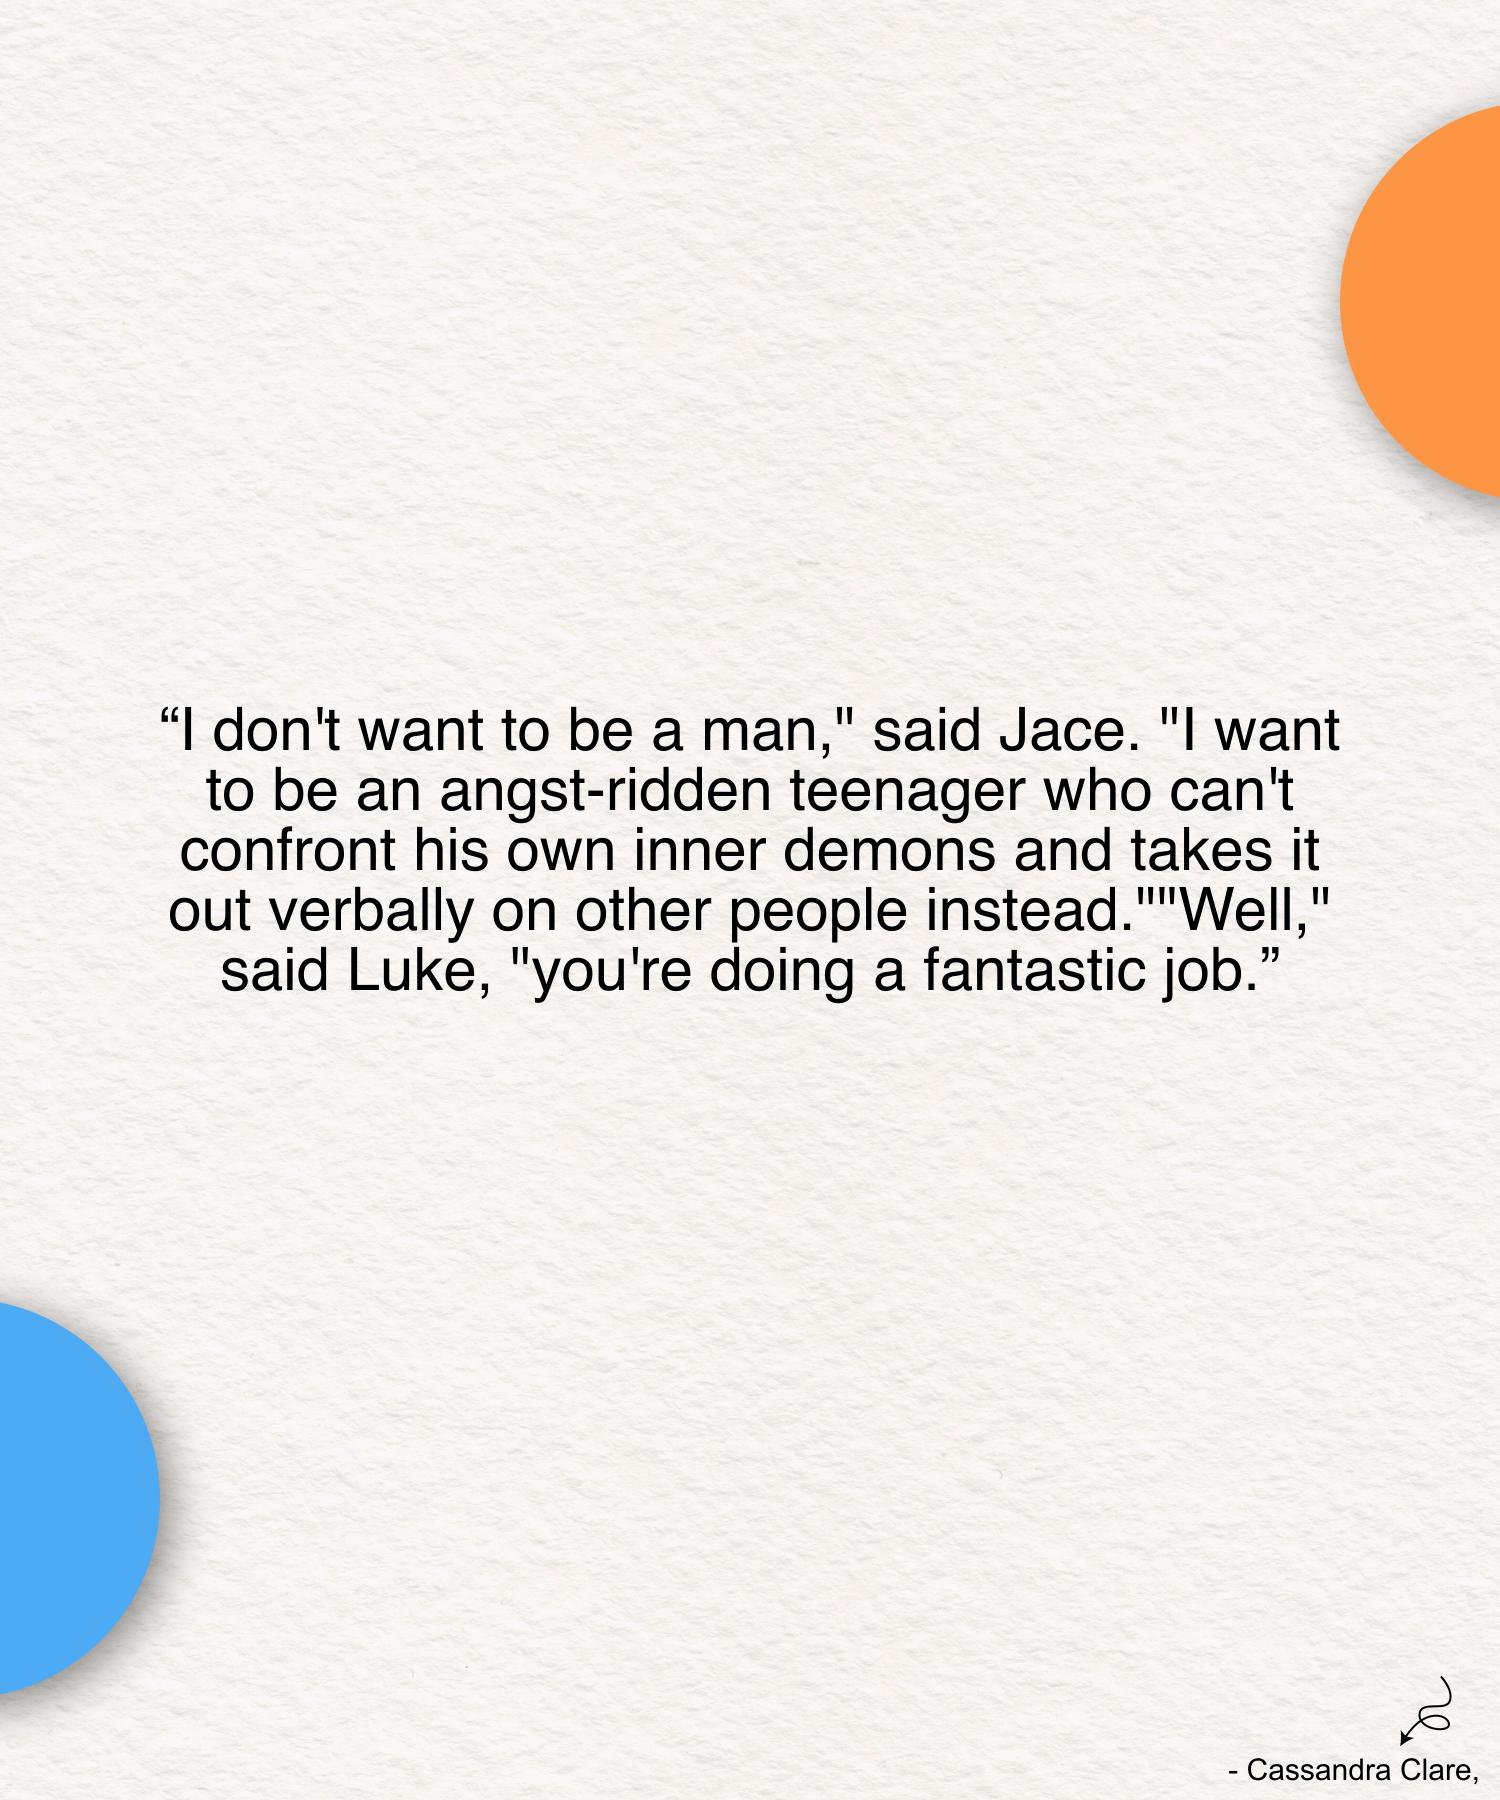 “I don't want to be a man," said Jace. "I want
to be an angst-ridden teenager who can't
confront his own inner demons and takes it
out verbally on other people instead.""Well,"
said Luke, "you're doing a fantastic job.”
- Cassandra Clare,